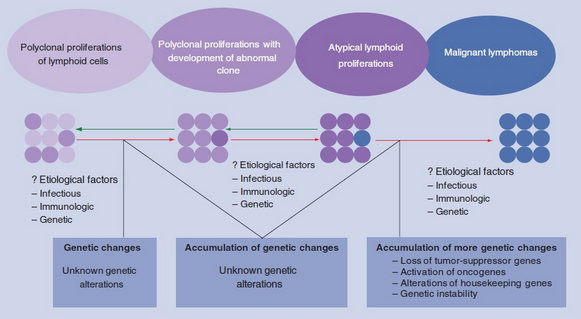 Polyclonal proliferations
of lymphoid cells
Polyclonal proliferations with
development of abnormal
clone
Atypical lymphoid
proliferations
Malignant lymphomas
? Etiological factors
– Infectious
– Immunologic
– Genetic
? Etiological factors
– Infectious
– Immunologic
– Genetic
? Etiological factors
– Infectious
– Immunologic
– Genetic
Genetic changes
Unknown genetic
alterations
Accumulation of genetic changes
Unknown genetic
alterations
Accumulation of more genetic changes
– Loss of tumor-suppressor genes
– Activation of oncogenes
– Alterations of housekeeping genes
– Genetic instability